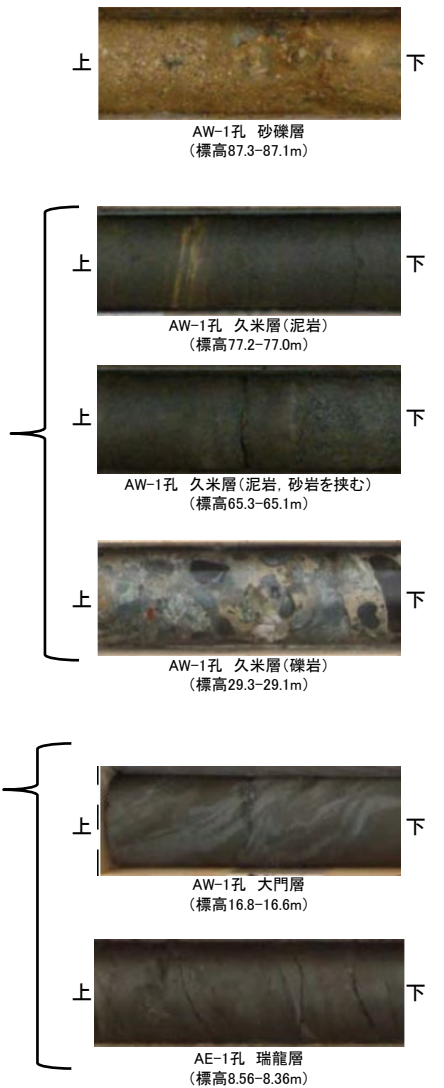 上
下
AW-1孔 砂礫層
（標高87.3-87.1m）
上
下
AW-1孔 久米層（泥岩）
（標高77.2-77.0m）
上
下
AW-1孔 久米層（泥岩，砂岩を挟む）
（標高65.3-65.1m）
上
下
AW-1孔 久米層（礫岩）
（標高29.3-29.1m）
上
下
AW-1孔 大門層
（標高16.8-16.6m）
上
下
AE-1孔 瑞龍層
（標高8.56-8.36m）